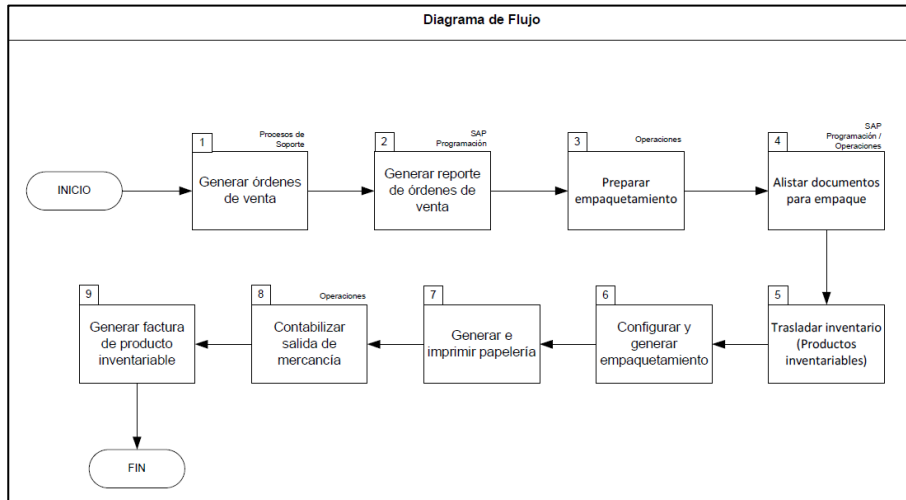 Diagrama de Flujo
INICIO
1
Procesos de
Soporte
Generar órdenes
de venta
2
SAP
Programación
Generar reporte
de órdenes de
venta
3
Operaciones
Preparar
empaquetamiento
4
SAP
Programación /
Operaciones
Alistar documentos
para empaque
5
Trasladar inventario
(Productos
inventariables)
6
Configurar y
generar
empaquetamiento
7
Generar e
imprimir papelería
8
Operaciones
Contabilizar
salida de
mercancía
9
Generar factura
de producto
inventariable
FIN